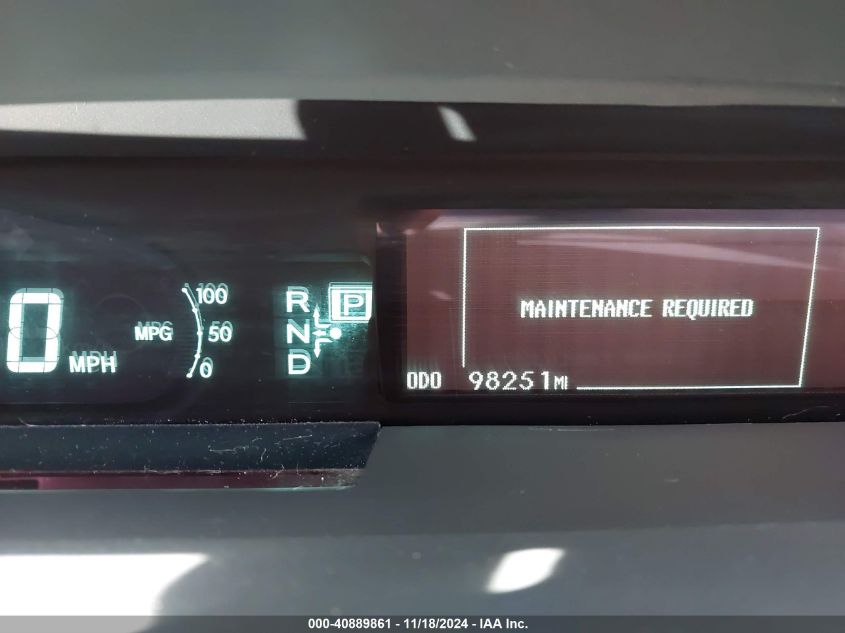 0 MPH
MPG
100
50
0
R
N
D
P
MAINTENANCE REQUIRED
ODO 98251 MI
000-40889861 - 11/18/2024 - IAA Inc.